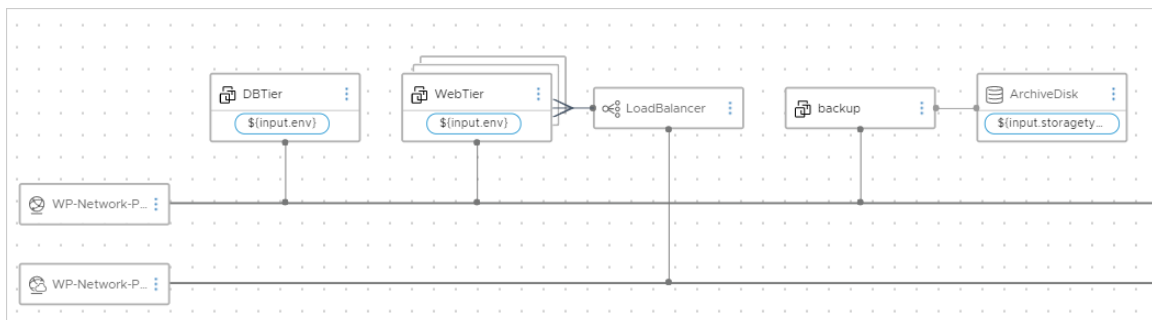 DBTier
${input.env}
WebTier
${input.env}
LoadBalancer
backup
ArchiveDisk
${input.storagety...
WP-Network-P...
WP-Network-P...